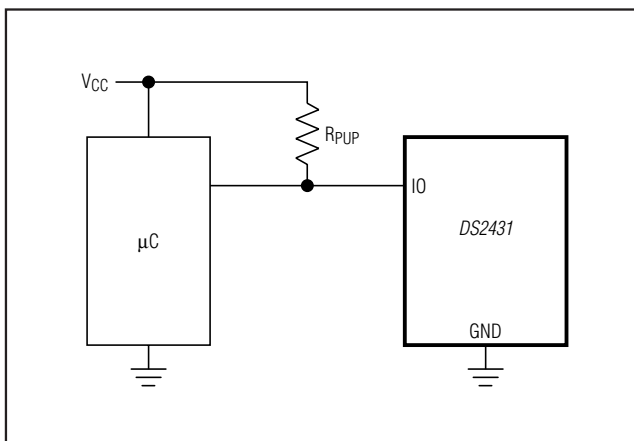 VCC
RPUP
IO
DS2431
μC
GND